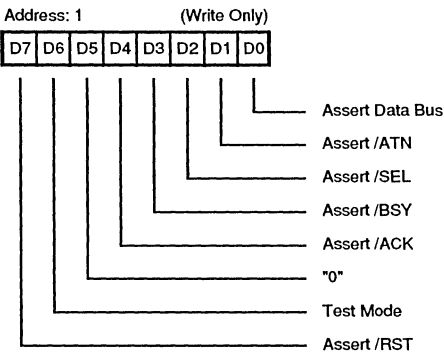 Address: 1 (Write Only)
D7 D6 D5 D4 D3 D2 D1 D0
Assert Data Bus
Assert /ATN
Assert /SEL
Assert /BSY
Assert /ACK
"0"
Test Mode
Assert /RST